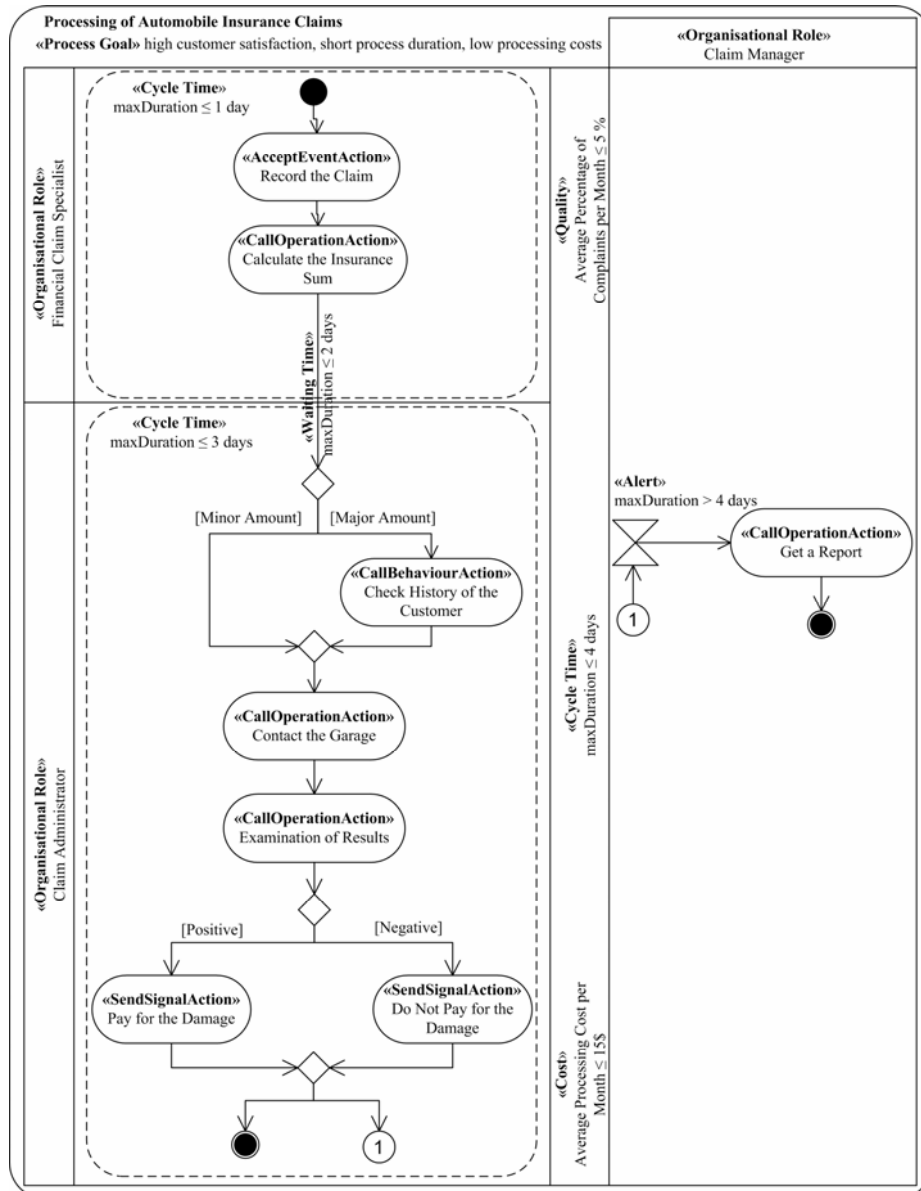 Processing of Automobile Insurance Claims
«Process Goal» high customer satisfaction, short process duration, low processing costs
«Organisational Role»
Claim Manager
«Organisational Role»
Financial Claim Specialist
«Cycle Time»
maxDuration ≤ 1 day
«AcceptEventAction»
Record the Claim
«CallOperationAction»
Calculate the Insurance
Sum
«Waiting Time»
maxDuration ≤ 2 days
«Quality»
Average Percentage of
Complaints per Month ≤ 5 %
«Organisational Role»
Claim Administrator
«Cycle Time»
maxDuration ≤ 3 days
[Minor Amount]
[Major Amount]
«CallBehaviourAction»
Check History of the
Customer
«CallOperationAction»
Contact the Garage
«CallOperationAction»
Examination of Results
[Positive]
[Negative]
«SendSignalAction»
Pay for the Damage
«SendSignalAction»
Do Not Pay for the
Damage
1
«Cycle Time»
maxDuration ≤ 4 days
«Cost»
Average Processing Cost per
Month ≤ 15$
«Alert»
maxDuration > 4 days
«CallOperationAction»
Get a Report
1